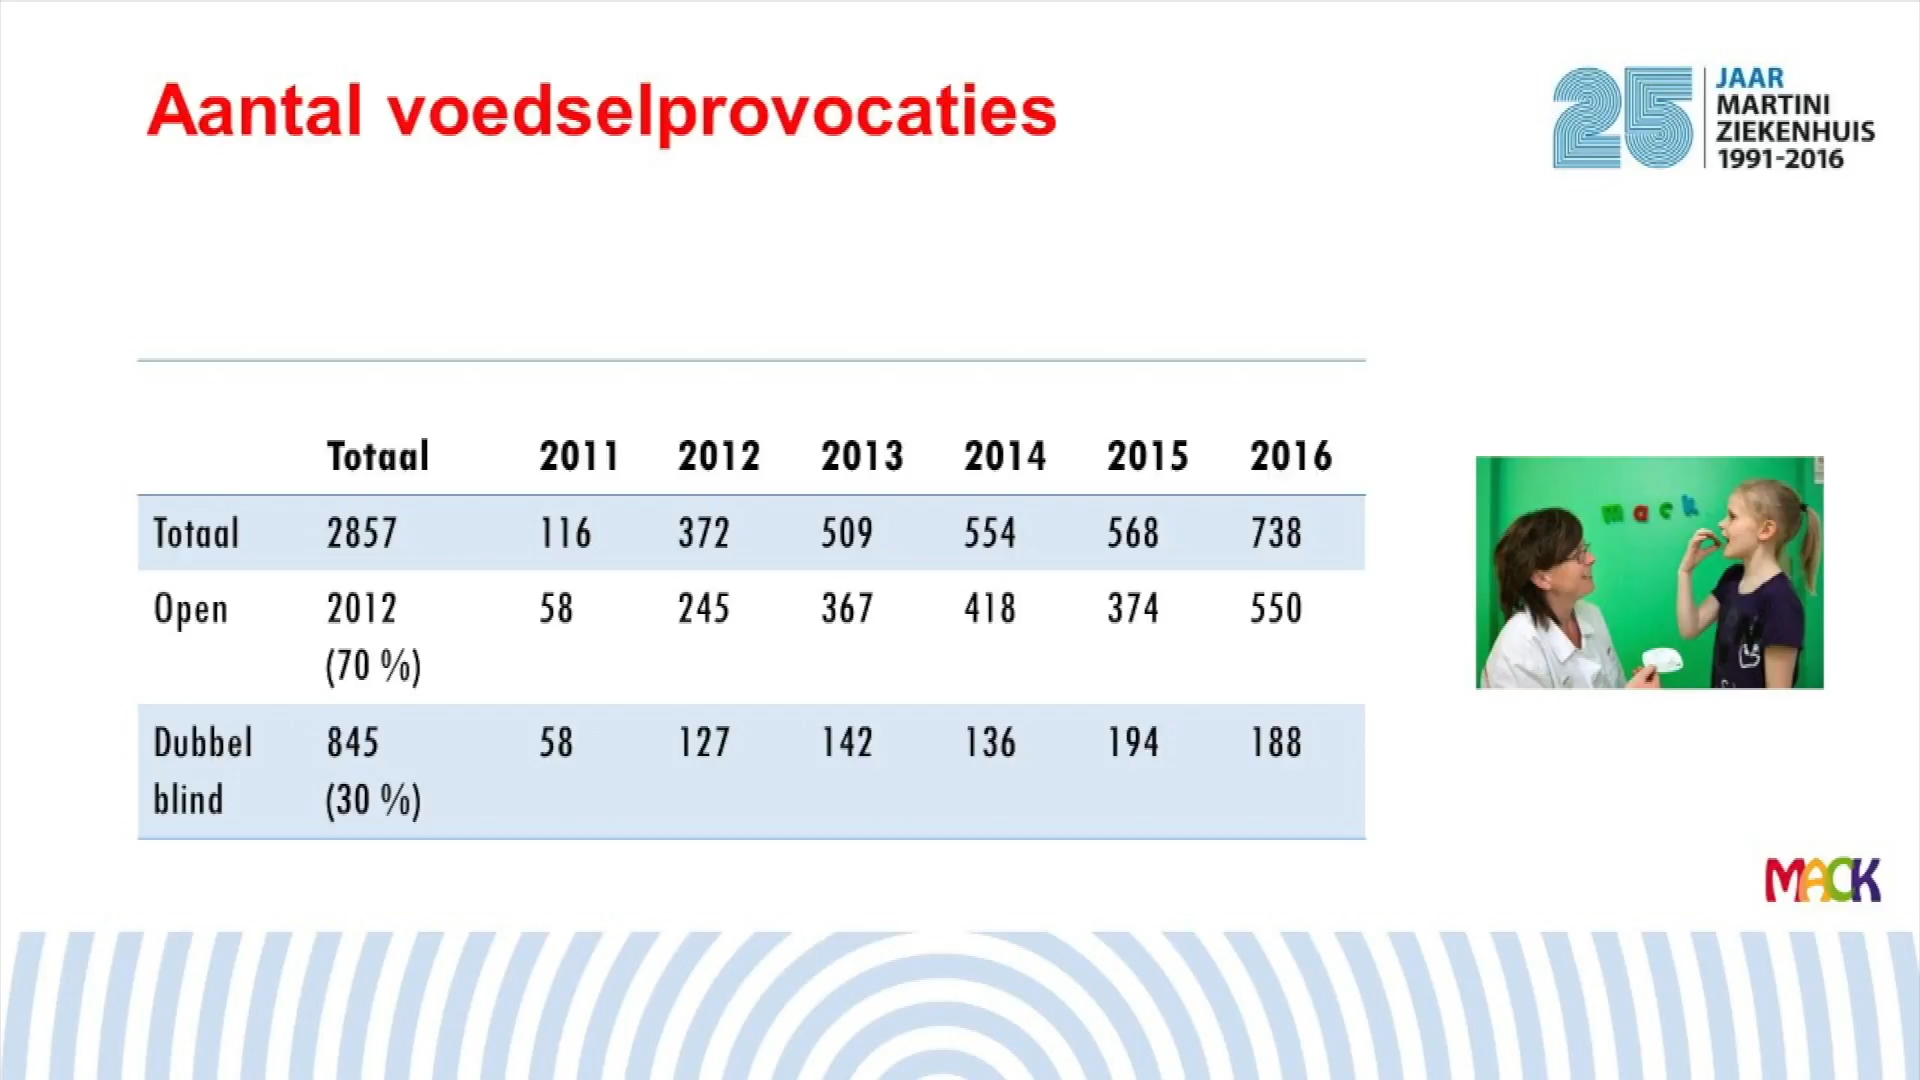 Aantal voedselprovocaties
25 JAAR
MARTINI
ZIEKENHUIS
1991-2016
Totaal 2011 2012 2013 2014 2015 2016
Totaal 2857 116 372 509 554 568 738
Open 2012 58 245 367 418 374 550
(70 %)
Dubbel 845 58 127 142 136 194 188
blind (30 %)
mack
MACK